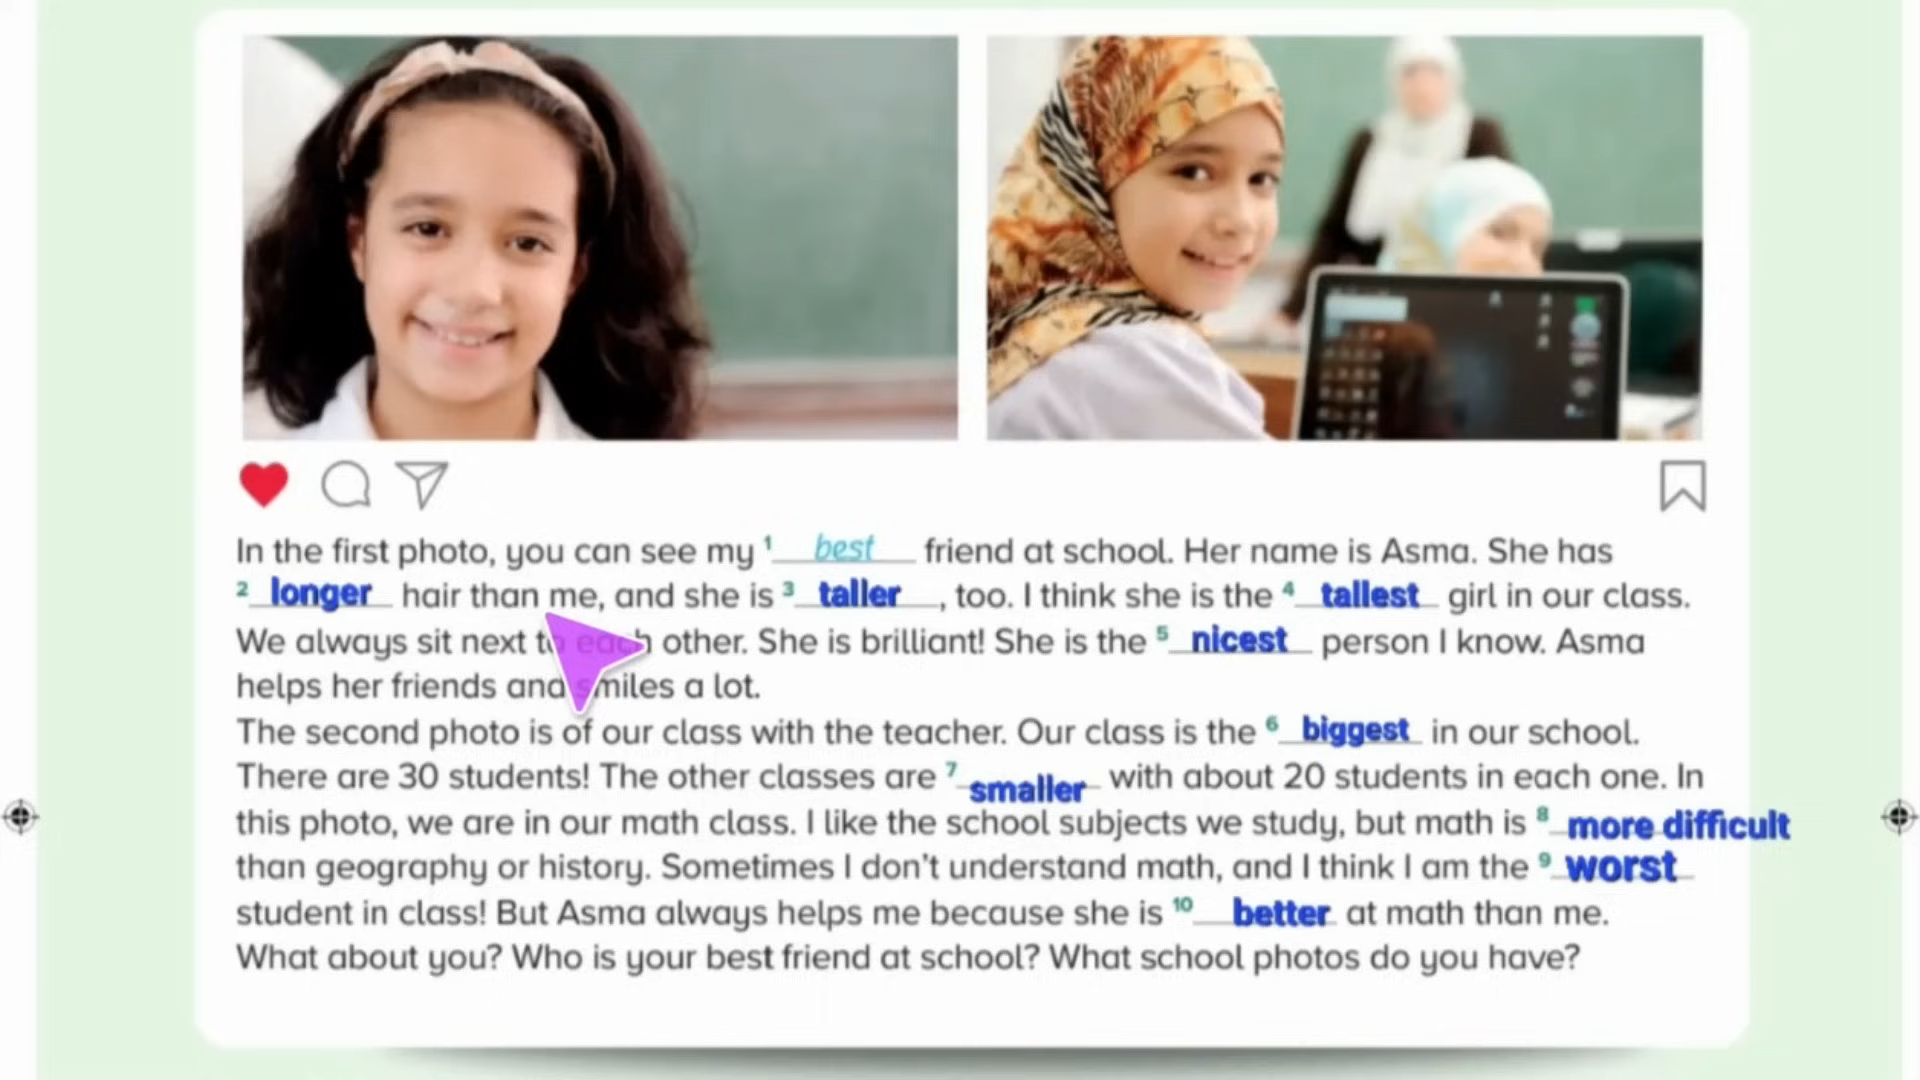 In the first photo, you can see my 1 best friend at school. Her name is Asma. She has
2 longer hair than me, and she is 3 taller, too. I think she is the 4 tallest girl in our class.
We always sit next to each other. She is brilliant! She is the 5 nicest person I know. Asma
helps her friends and smiles a lot.
The second photo is of our class with the teacher. Our class is the 6 biggest in our school.
There are 30 students! The other classes are 7 smaller with about 20 students in each one. In
this photo, we are in our math class. I like the school subjects we study, but math is 8 more difficult
than geography or history. Sometimes I don't understand math, and I think I am the 9 worst
student in class! But Asma always helps me because she is 10 better at math than me.
What about you? Who is your best friend at school? What school photos do you have?